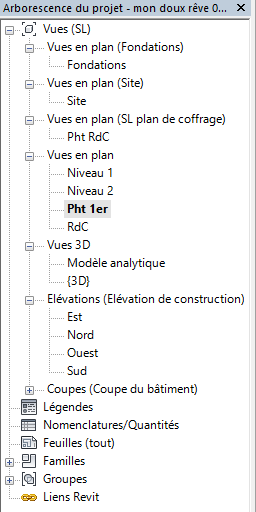 Arborescence du projet - mon doux rêve 0...
Vues (SL)
Vues en plan (Fondations)
Fondations
Vues en plan (Site)
Site
Vues en plan (SL plan de coffrage)
Pht RdC
Vues en plan
Niveau 1
Niveau 2
Pht 1er
RdC
Vues 3D
Modèle analytique
{3D}
Elévations (Elévation de construction)
Est
Nord
Ouest
Sud
Coupes (Coupe du bâtiment)
Légendes
Nomenclatures/Quantités
Feuilles (tout)
Familles
Groupes
Liens Revit